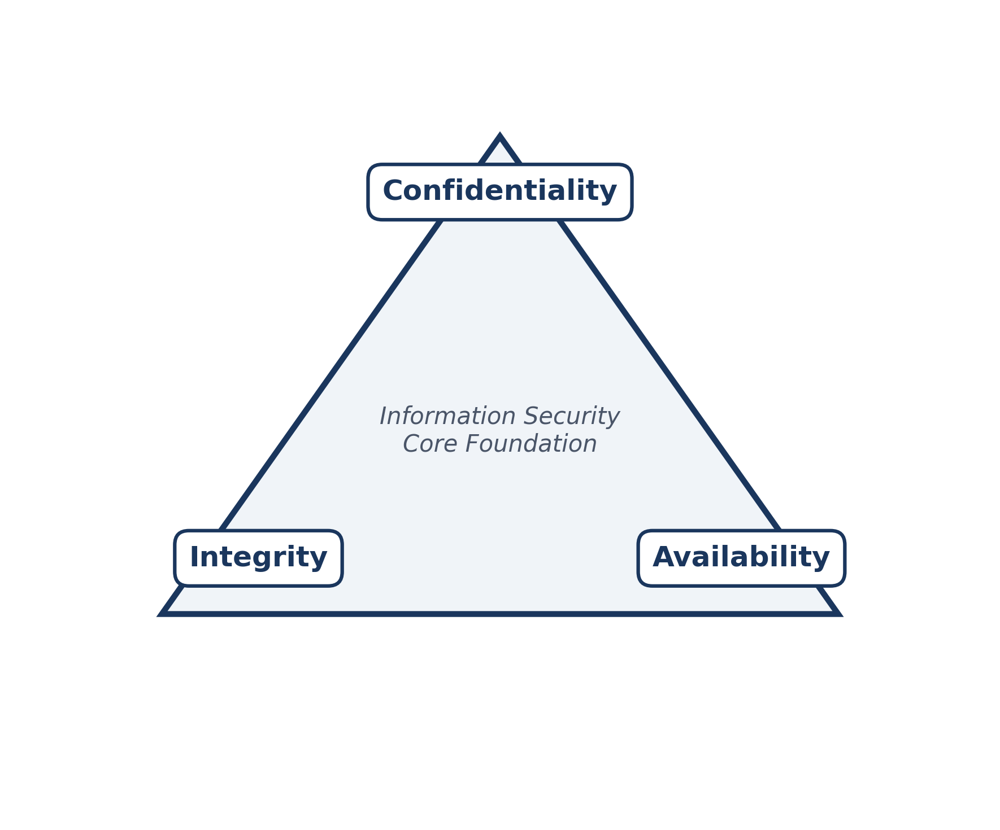 Confidentiality
Information Security
Core Foundation
Integrity
Availability